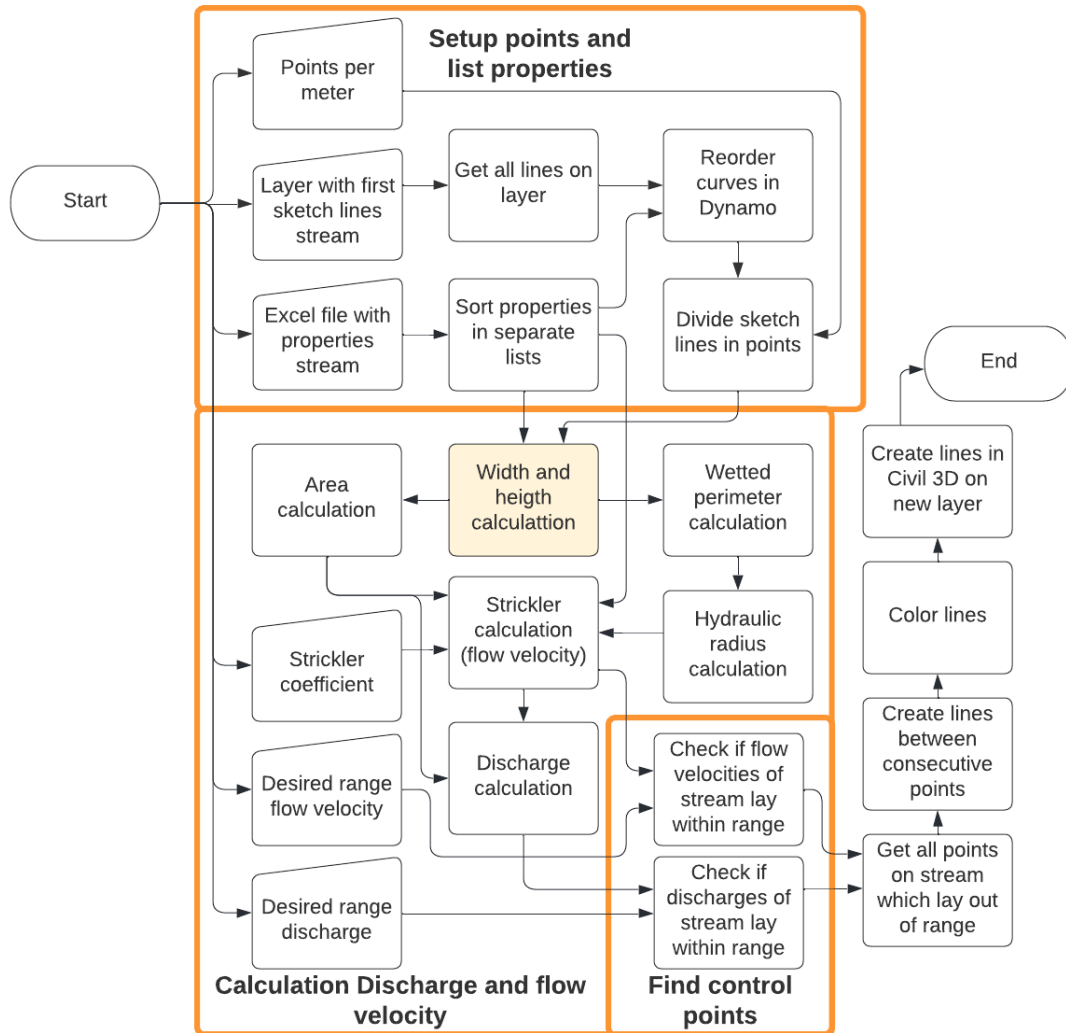 Setup points and
list properties
Points per
meter
Start
Layer with first
sketch lines
stream
Get all lines on
layer
Reorder
curves in
Dynamo
Excel file with
properties
stream
Sort properties
in separate
lists
Divide sketch
lines in points
End
Area
calculation
Width and
heigth
calculattion
Wetted
perimeter
calculation
Create lines in
Civil 3D on
new layer
Strickler
coefficient
Strickler
calculation
(flow velocity)
Hydraulic
radius
calculation
Color lines
Desired range
flow velocity
Discharge
calculation
Check if flow
velocities of
stream lay
within range
Create lines
between
consecutive
points
Desired range
discharge
Check if
discharges of
stream lay
within range
Get all points
on stream
which lay out
of range
Calculation Discharge and flow
velocity
Find control
points